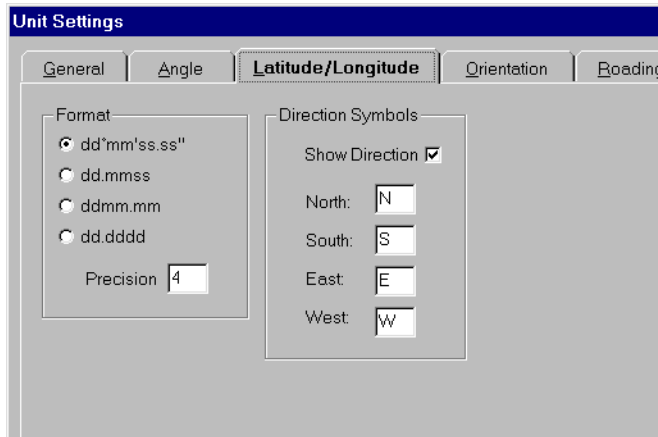 Unit Settings
General Angle Latitude/Longitude Orientation Roading
Format
dd°mm'ss.ss"
dd.mmss
ddmm.mm
dd.dddd
Precision 4
Direction Symbols
Show Direction
North: N
South: S
East: E
West: W